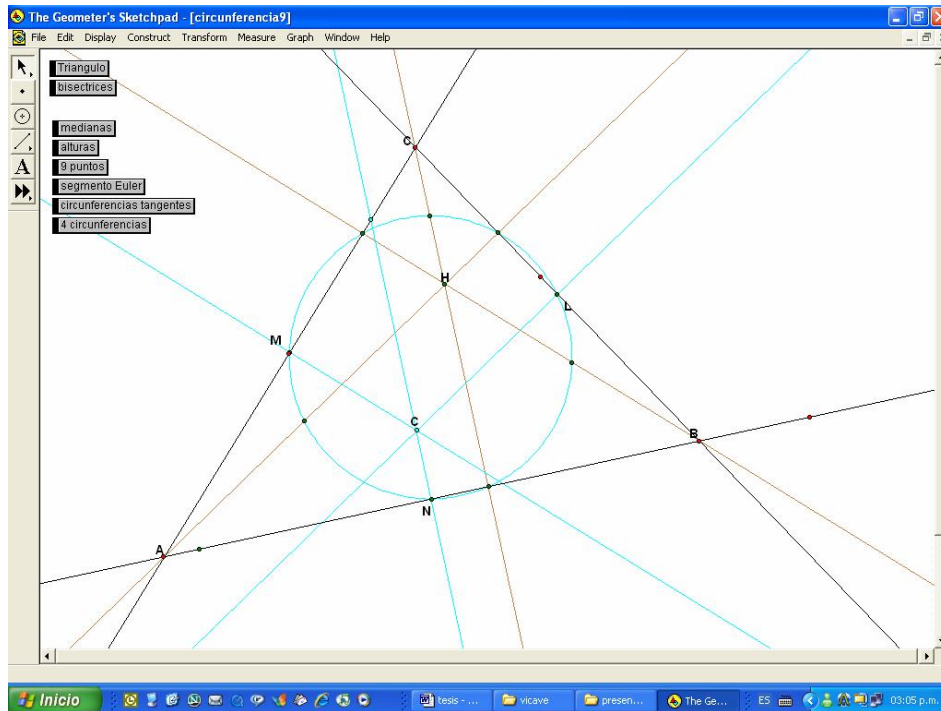 The Geometer's Sketchpad - [circunferencia9]
File Edit Display Construct Transform Measure Graph Window Help
Triangulo
bisectrices
medianas
alturas
9 puntos
segmento Euler
circunferencias tangentes
4 circunferencias
A
C
H
L
M
C
B
N
A
Inicio
tesis - ...
vicave
presen...
The Ge...
ES
03:05 p.m.